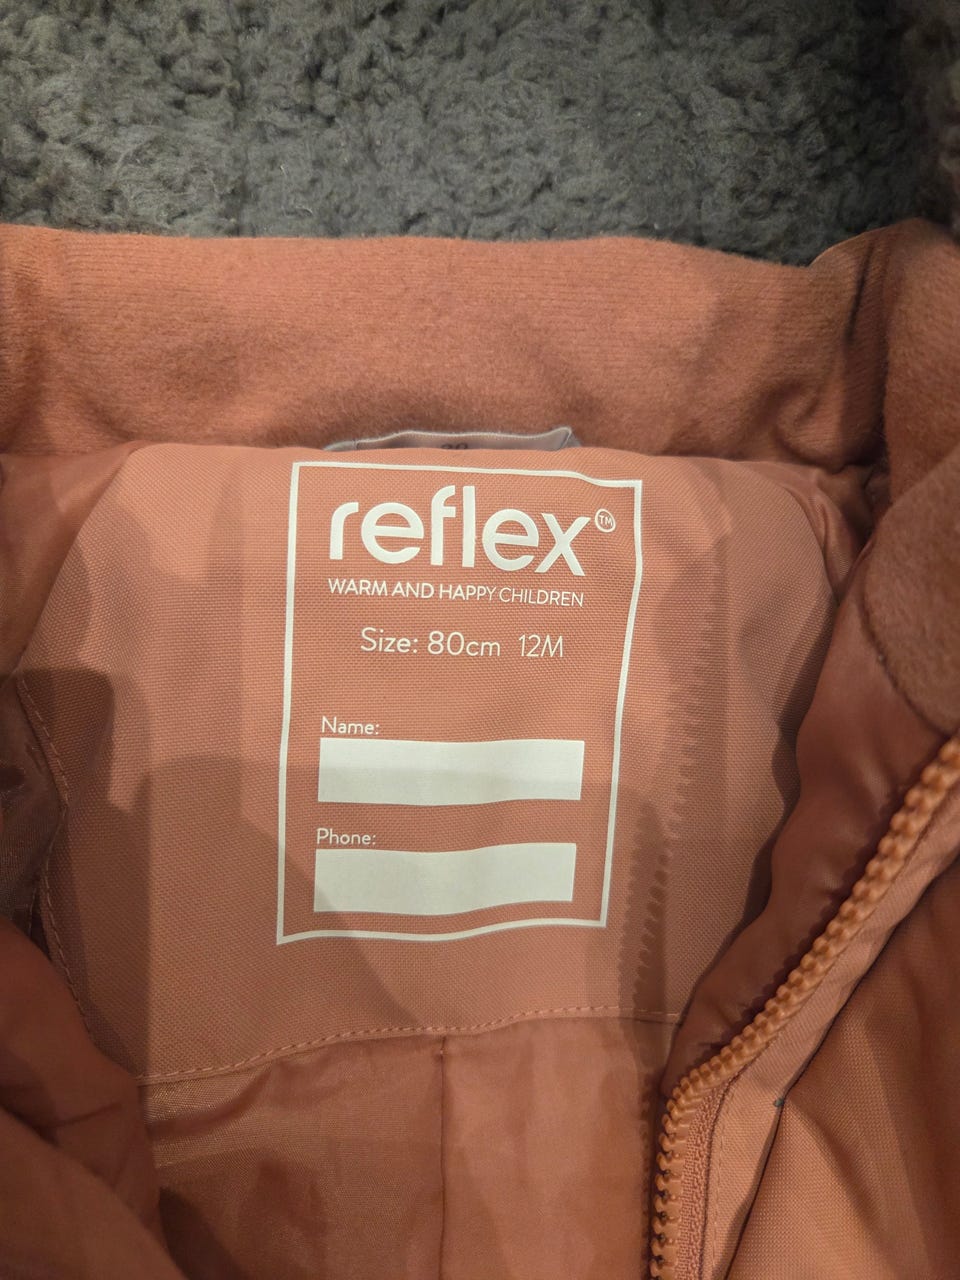 reflex™
WARM AND HAPPY CHILDREN
Size: 80cm 12M
Name:
Phone: